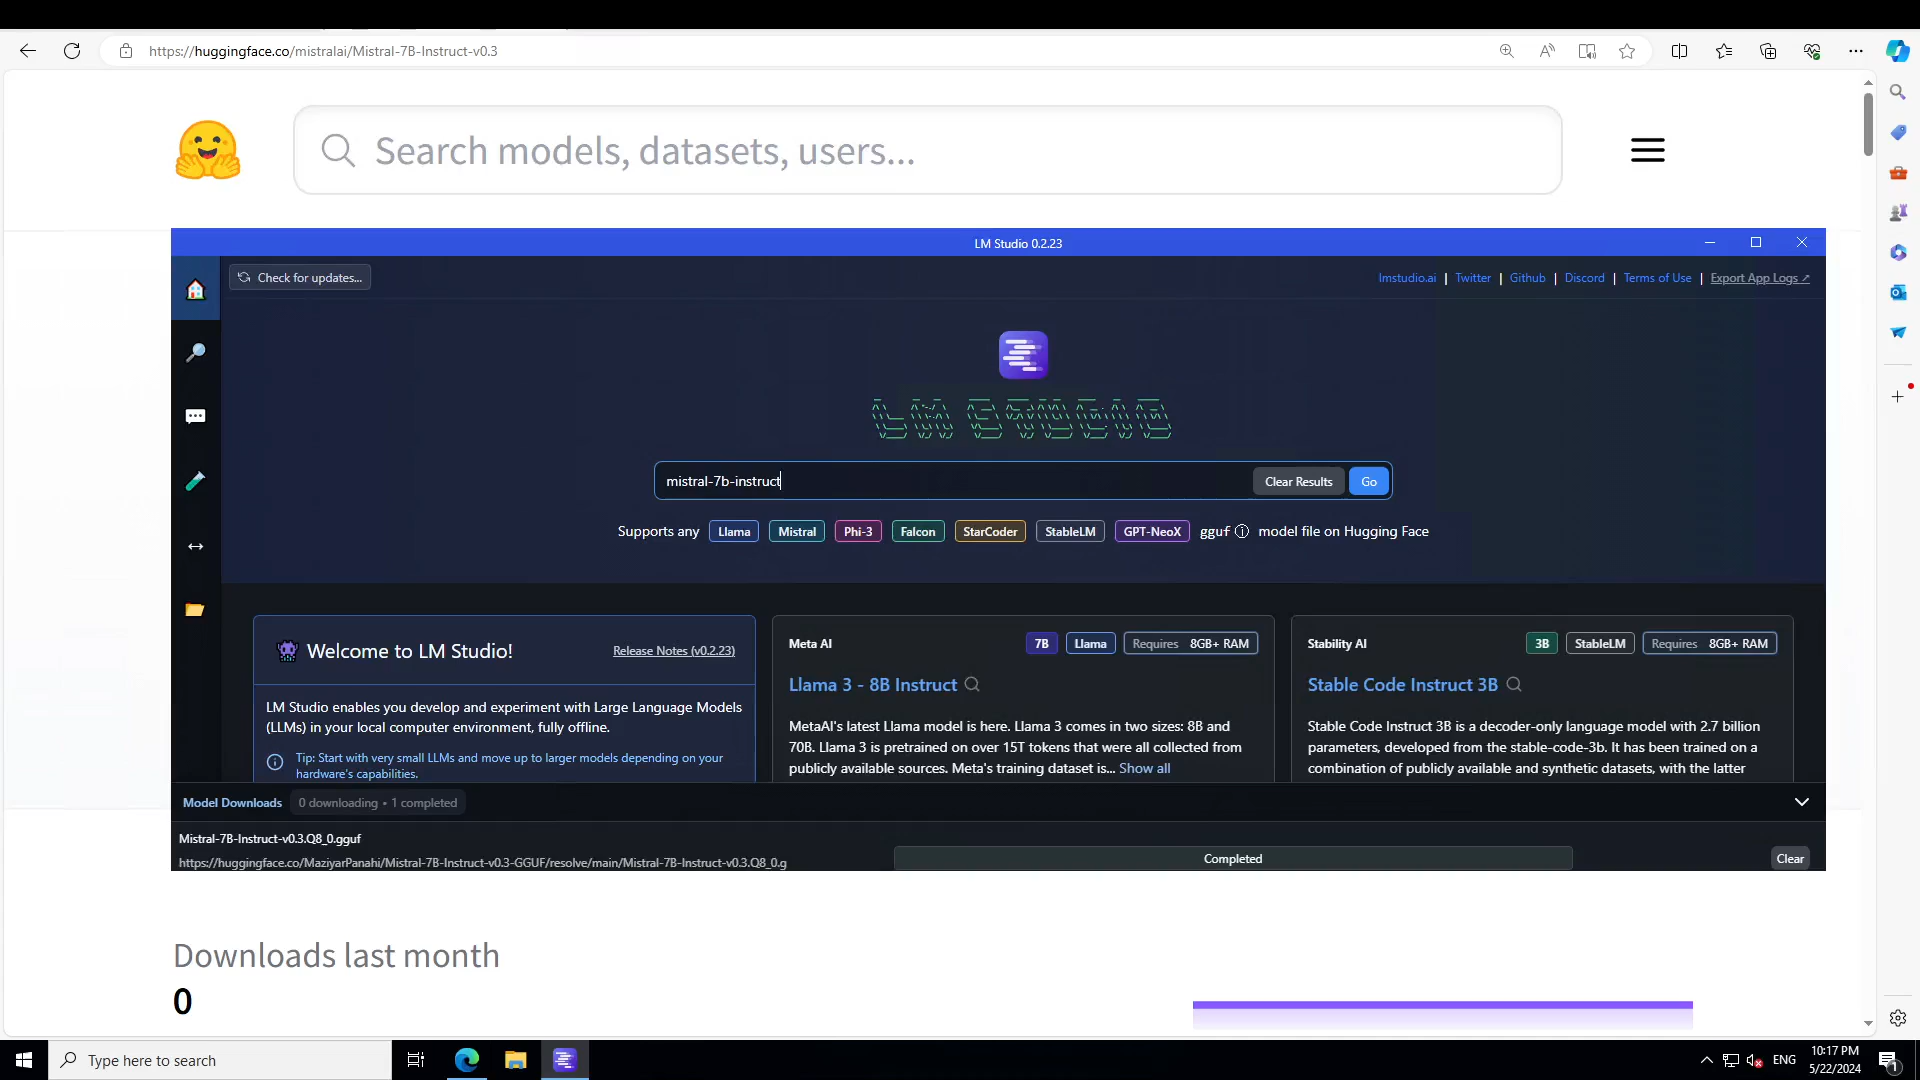 https://huggingface.co/mistralai/Mistral-7B-Instruct-v0.3
Search models, datasets, users...
LM Studio 0.2.23
Check for updates...
lmstudio.ai | Twitter | Github | Discord | Terms of Use | Export App Logs ↗
LM STUDIO
mistral-7b-instruct
Clear Results
Go
Supports any Llama Mistral Phi-3 Falcon StarCoder StableLM GPT-NeoX gguf model file on Hugging Face
Welcome to LM Studio!
Release Notes (v0.2.23)
LM Studio enables you develop and experiment with Large Language Models
(LLMs) in your local computer environment, fully offline.
Tip: Start with very small LLMs and move up to larger models depending on your
hardware's capabilities.
Meta AI
7B Llama Requires 8GB+ RAM
Llama 3 - 8B Instruct
MetaAI's latest Llama model is here. Llama 3 comes in two sizes: 8B and
70B. Llama 3 is pretrained on over 15T tokens that were all collected from
publicly available sources. Meta's training dataset is... Show all
Stability AI
3B StableLM Requires 8GB+ RAM
Stable Code Instruct 3B
Stable Code Instruct 3B is a decoder-only language model with 2.7 billion
parameters, developed from the stable-code-3b. It has been trained on a
combination of publicly available and synthetic datasets, with the latter
Model Downloads
0 downloading • 1 completed
Mistral-7B-Instruct-v0.3.Q8_0.gguf
https://huggingface.co/MaziyarPanahi/Mistral-7B-Instruct-v0.3-GGUF/resolve/main/Mistral-7B-Instruct-v0.3.Q8_0.g
Completed
Clear
Downloads last month
0
Type here to search
ENG
10:17 PM
5/22/2024
1